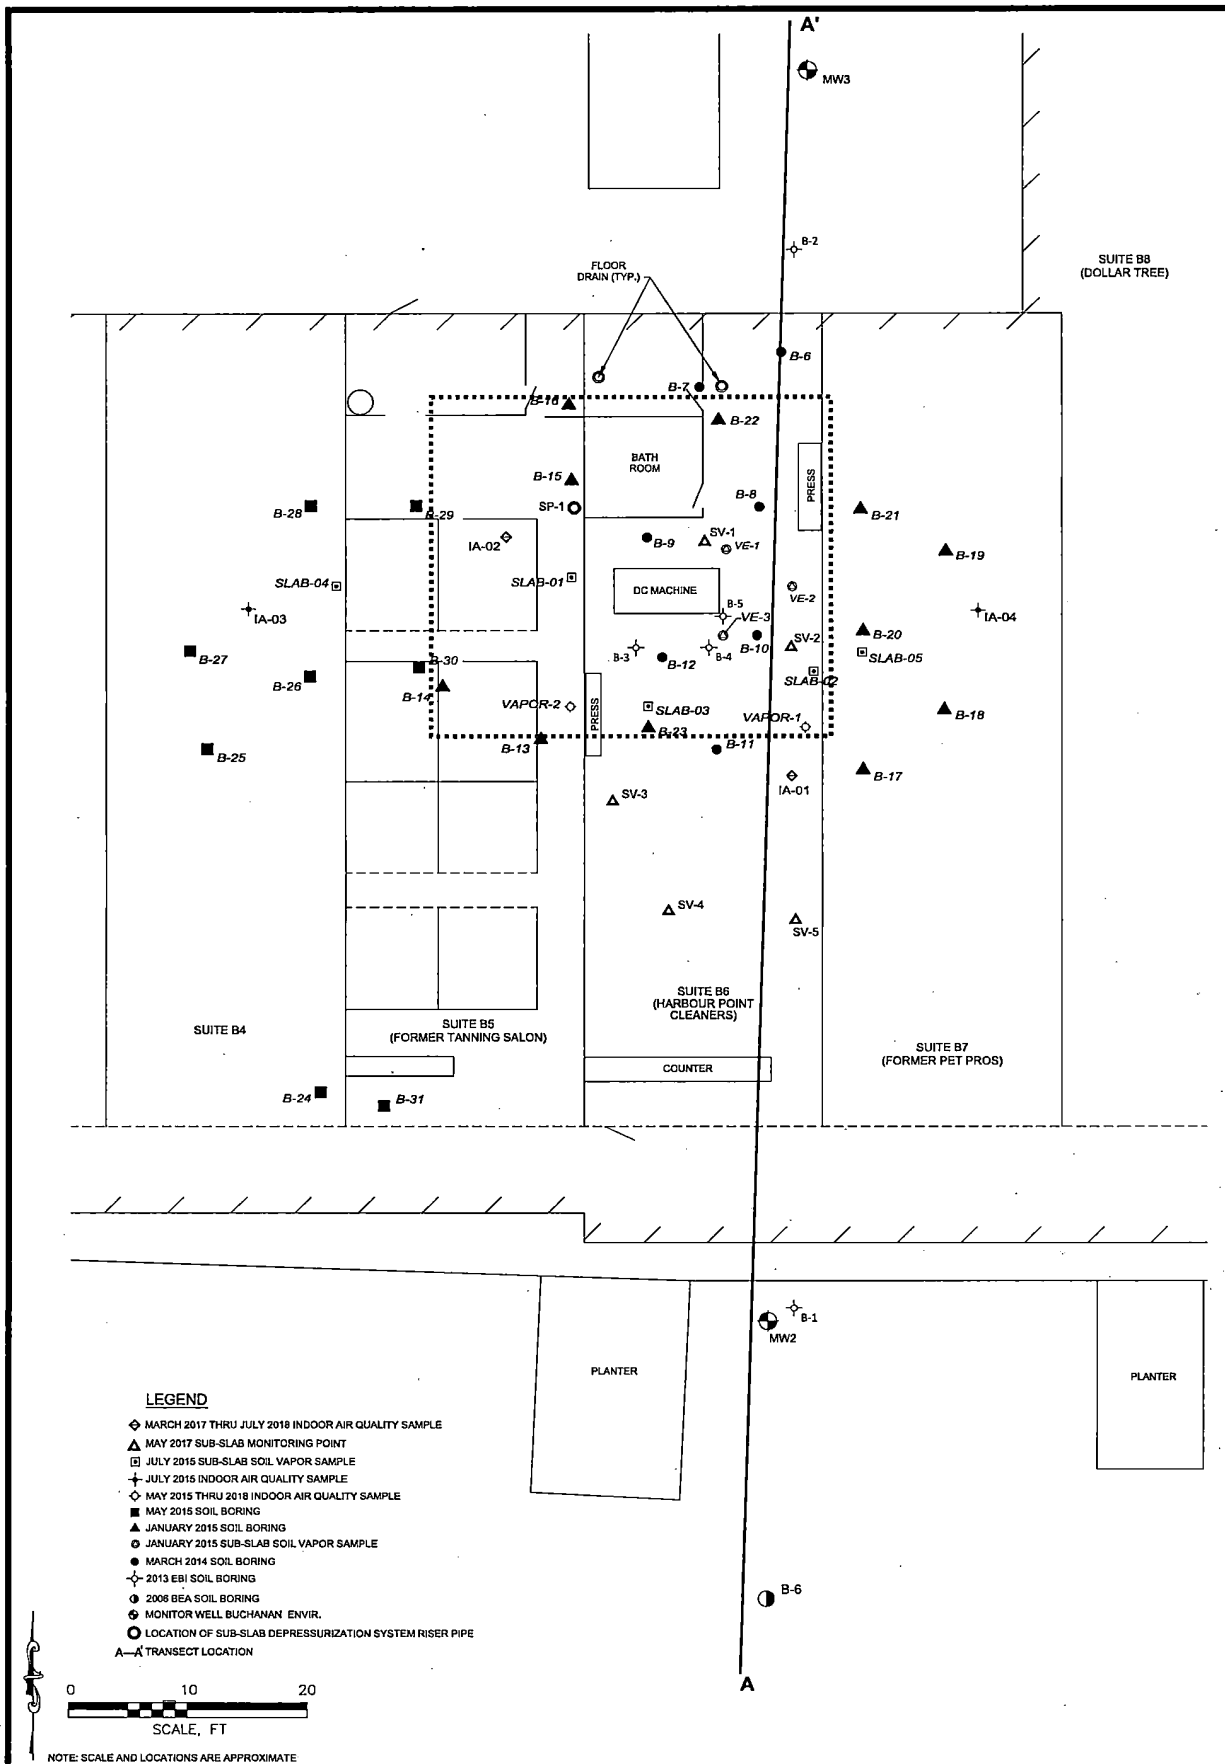 A'
MW3
B-2
SUITE B8
(DOLLAR TREE)
FLOOR
DRAIN (TYP.)
B-6
B-7
B-16
B-22
BATH
ROOM
PRESS
B-15
SP-1
B-8
B-28
B-29
B-21
IA-02
B-9
SV-1
VE-1
B-19
SLAB-04
SLAB-01
DC MACHINE
VE-2
IA-03
B-5
VE-3
IA-04
B-27
B-30
B-3
B-12
B-4
B-10
SV-2
B-20
SLAB-05
B-26
B-14
SLAB-02
VAPOR-2
PRESS
SLAB-03
VAPOR-1
B-18
B-25
B-13
B-23
B-11
B-17
IA-01
SV-3
SV-4
SV-5
SUITE B6
(HARBOUR POINT
CLEANERS)
SUITE B4
SUITE B5
(FORMER TANNING SALON)
SUITE B7
(FORMER PET PROS)
COUNTER
B-24
B-31
B-1
MW2
PLANTER
PLANTER
LEGEND
MARCH 2017 THRU JULY 2018 INDOOR AIR QUALITY SAMPLE
MAY 2017 SUB-SLAB MONITORING POINT
JULY 2015 SUB-SLAB SOIL VAPOR SAMPLE
JULY 2015 INDOOR AIR QUALITY SAMPLE
MAY 2015 THRU 2018 INDOOR AIR QUALITY SAMPLE
MAY 2015 SOIL BORING
JANUARY 2015 SOIL BORING
JANUARY 2015 SUB-SLAB SOIL VAPOR SAMPLE
MARCH 2014 SOIL BORING
2013 EBI SOIL BORING
2006 BEA SOIL BORING
MONITOR WELL BUCHANAN ENVIR.
LOCATION OF SUB-SLAB DEPRESSURIZATION SYSTEM RISER PIPE
A—A' TRANSECT LOCATION
B-6
A
0 10 20
SCALE, FT
NOTE: SCALE AND LOCATIONS ARE APPROXIMATE